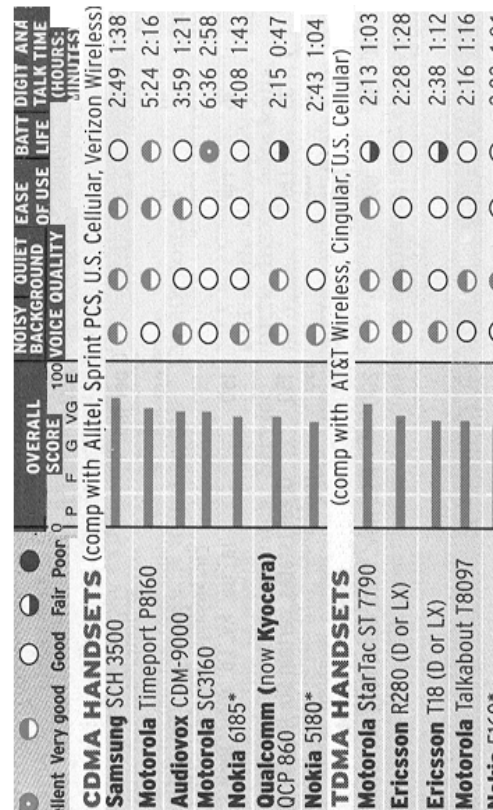 Very good Good Fair Poor
OVERALL SCORE
NOISY QUIET
BACKGROUND
VOICE QUALITY
EASE OF USE
BATT LIFE
DIGIT ANA
TALK TIME
(HOURS:
MINUTES)
0 100
P F G VG E
CDMA HANDSETS (comp with Alltel, Sprint PCS, U.S. Cellular, Verizon Wireless)
Samsung SCH 3500 2:49 1:38
Motorola Timeport P8160 5:24 2:16
Audiovox CDM-9000 3:59 1:21
Motorola SC3160 6:36 2:58
Nokia 6185* 4:08 1:43
Qualcomm (now Kyocera)
QCP 860 2:15 0:47
Nokia 5180* 2:43 1:04
TDMA HANDSETS (comp with AT&T Wireless, Cingular, U.S. Cellular)
Motorola StarTac ST 7790 2:13 1:03
Ericsson R280 (D or LX) 2:28 1:28
Ericsson T18 (D or LX) 2:38 1:12
Motorola Talkabout T8097 2:16 1:16